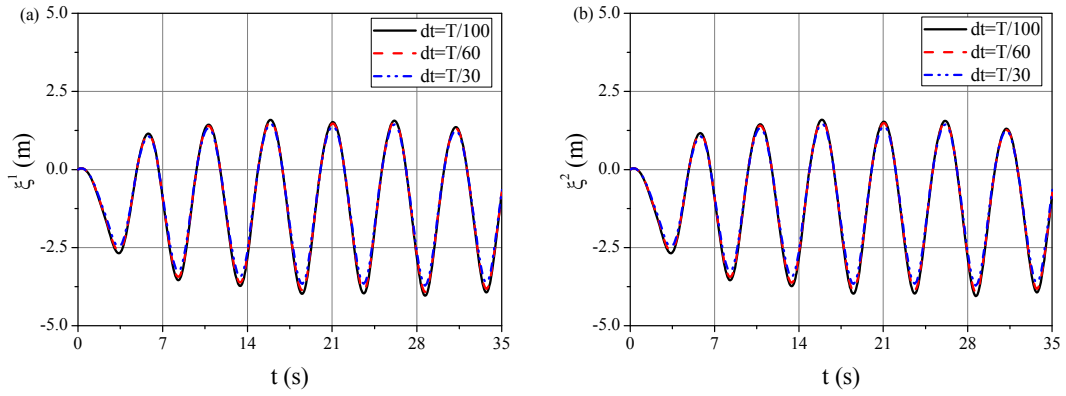 (a)
5.0
2.5
0.0
-2.5
-5.0
ξ¹ (m)
dt=T/100
dt=T/60
dt=T/30
0 7 14 21 28 35
t (s)
(b)
5.0
2.5
0.0
-2.5
-5.0
ξ² (m)
dt=T/100
dt=T/60
dt=T/30
0 7 14 21 28 35
t (s)